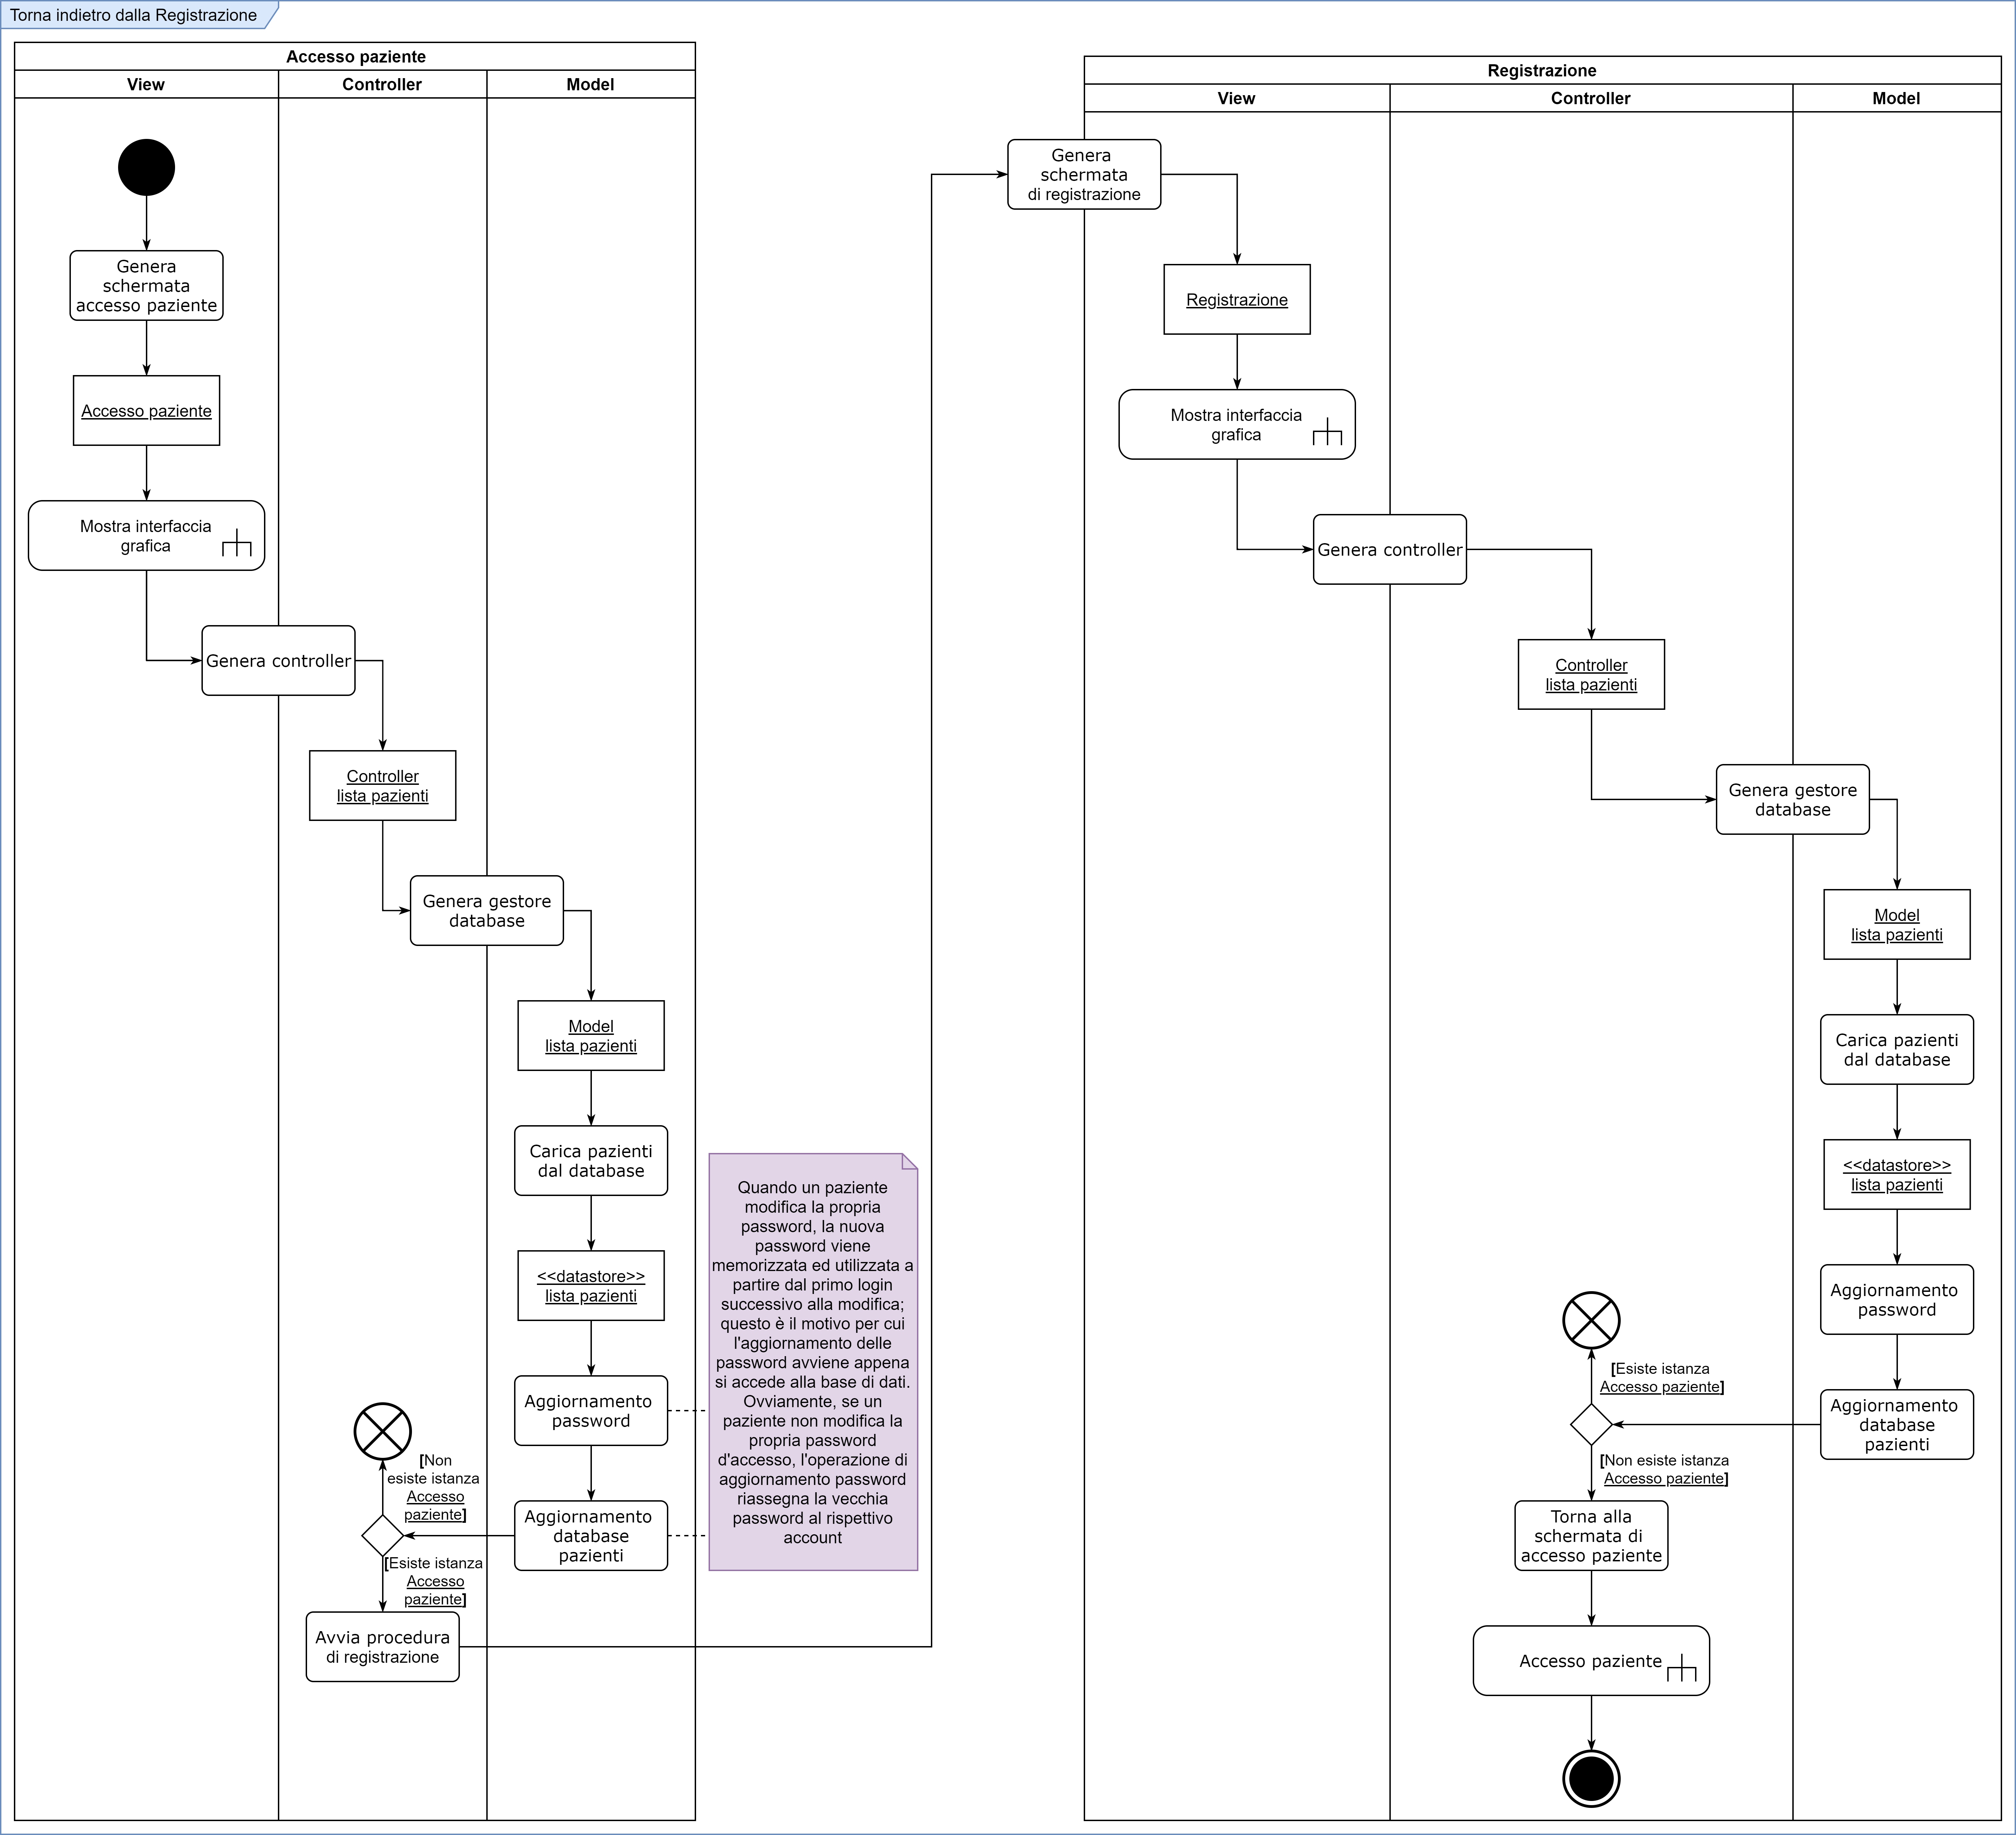 Torna indietro dalla Registrazione
Accesso paziente
View
Controller
Model
Genera
schermata
accesso paziente
Accesso paziente
Mostra interfaccia
grafica
Genera controller
Controller
lista pazienti
Genera gestore
database
Model
lista pazienti
Carica pazienti
dal database
<<datastore>>
lista pazienti
Aggiornamento
password
Aggiornamento
database
pazienti
[Non
esiste istanza
Accesso
paziente]
[Esiste istanza
Accesso
paziente]
Avvia procedura
di registrazione
Quando un paziente
modifica la propria
password, la nuova
password viene
memorizzata ed utilizzata a
partire dal primo login
successivo alla modifica;
questo è il motivo per cui
l'aggiornamento delle
password avviene appena
si accede alla base di dati.
Ovviamente, se un
paziente non modifica la
propria password
d'accesso, l'operazione di
aggiornamento password
riassegna la vecchia
password al rispettivo
account
Registrazione
View
Controller
Model
Genera
schermata
di registrazione
Registrazione
Mostra interfaccia
grafica
Genera controller
Controller
lista pazienti
Genera gestore
database
Model
lista pazienti
Carica pazienti
dal database
<<datastore>>
lista pazienti
Aggiornamento
password
Aggiornamento
database
pazienti
[Esiste istanza
Accesso paziente]
[Non esiste istanza
Accesso paziente]
Torna alla
schermata di
accesso paziente
Accesso paziente